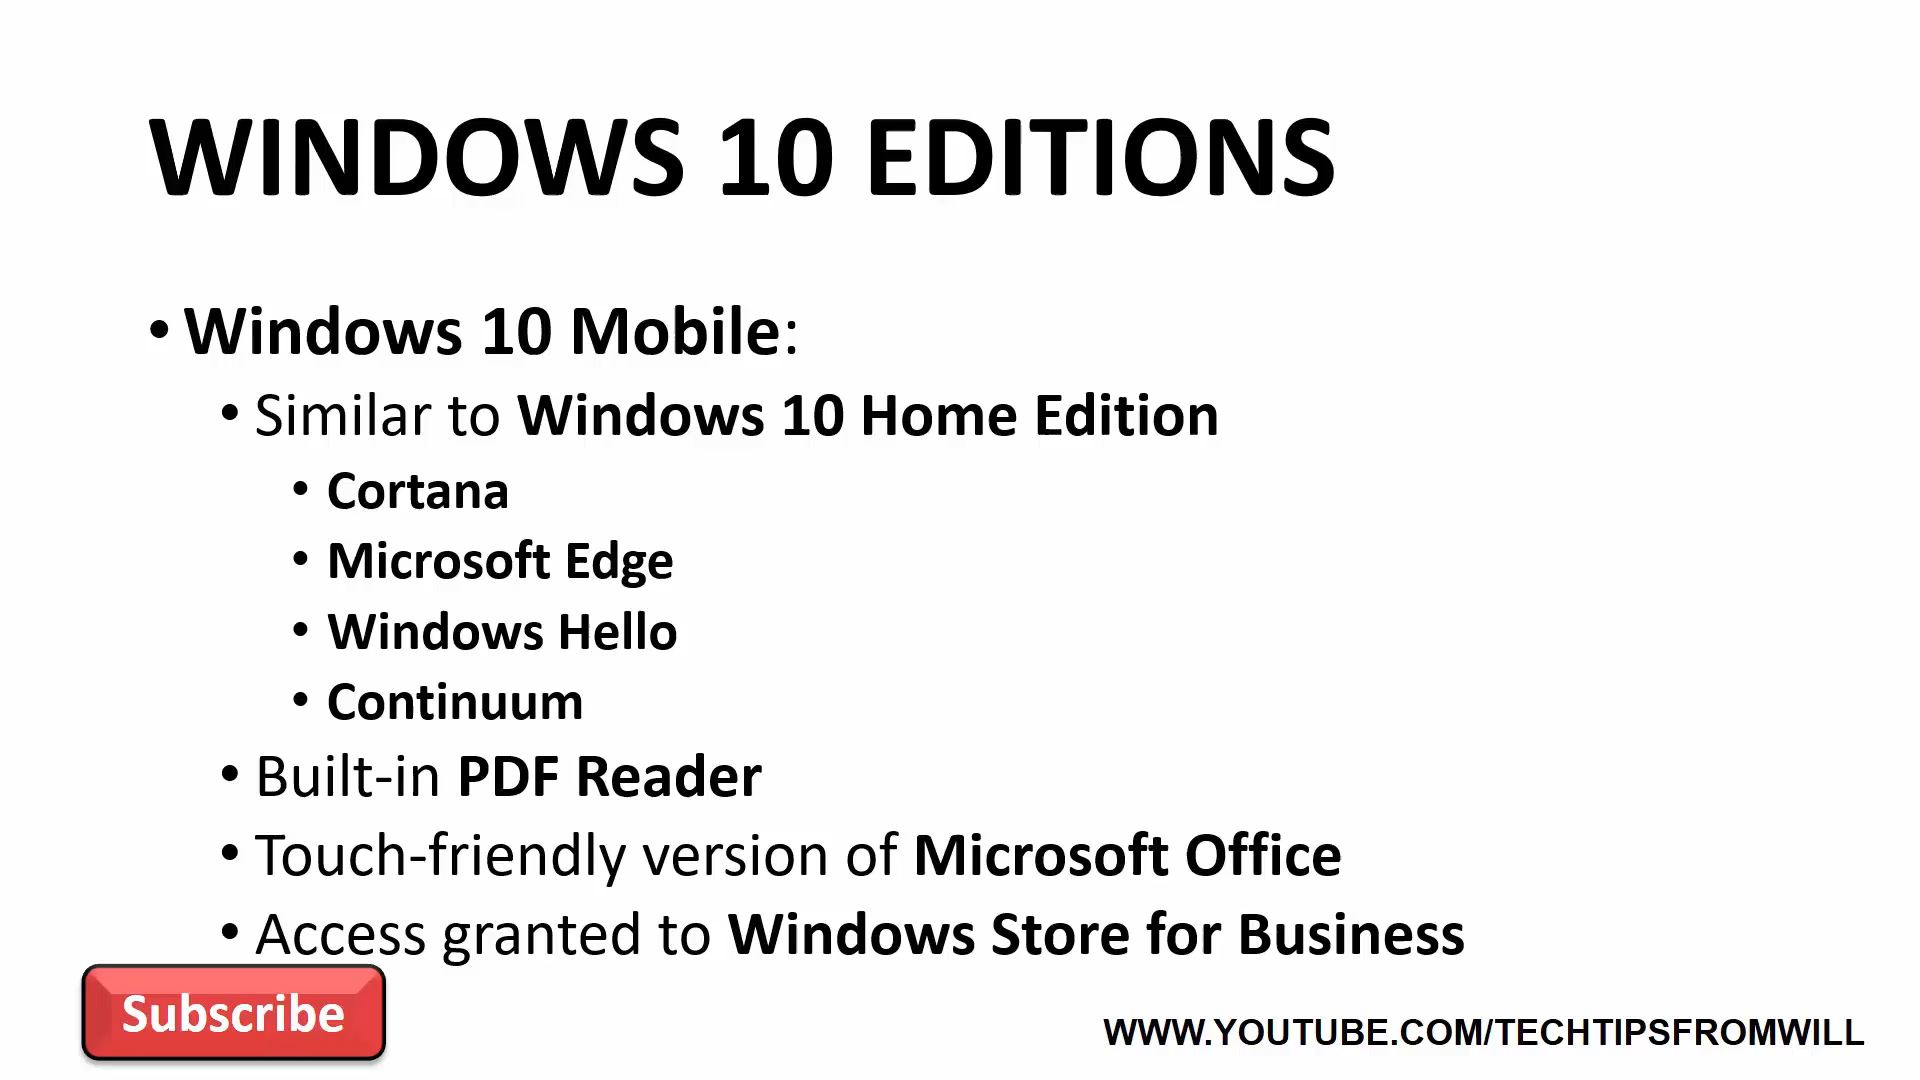 WINDOWS 10 EDITIONS
• Windows 10 Mobile:
• Similar to Windows 10 Home Edition
• Cortana
• Microsoft Edge
• Windows Hello
• Continuum
• Built-in PDF Reader
• Touch-friendly version of Microsoft Office
• Access granted to Windows Store for Business
Subscribe
WWW.YOUTUBE.COM/TECHTIPSFROMWILL